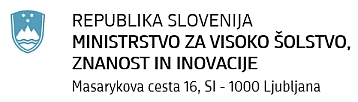 REPUBLIKA SLOVENIJA
MINISTRSTVO ZA VISOKO ŠOLSTVO,
ZNANOST IN INOVACIJE
Masarykova cesta 16, SI - 1000 Ljubljana